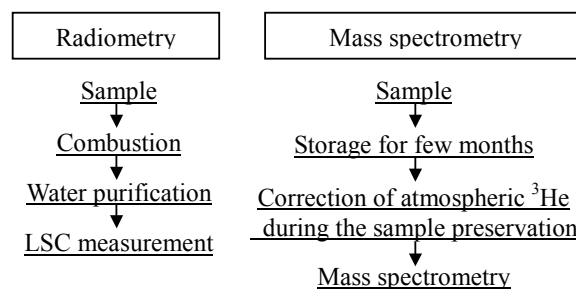 Radiometry
Sample
Combustion
Water purification
LSC measurement
Mass spectrometry
Sample
Storage for few months
Correction of atmospheric ³He
during the sample preservation
Mass spectrometry